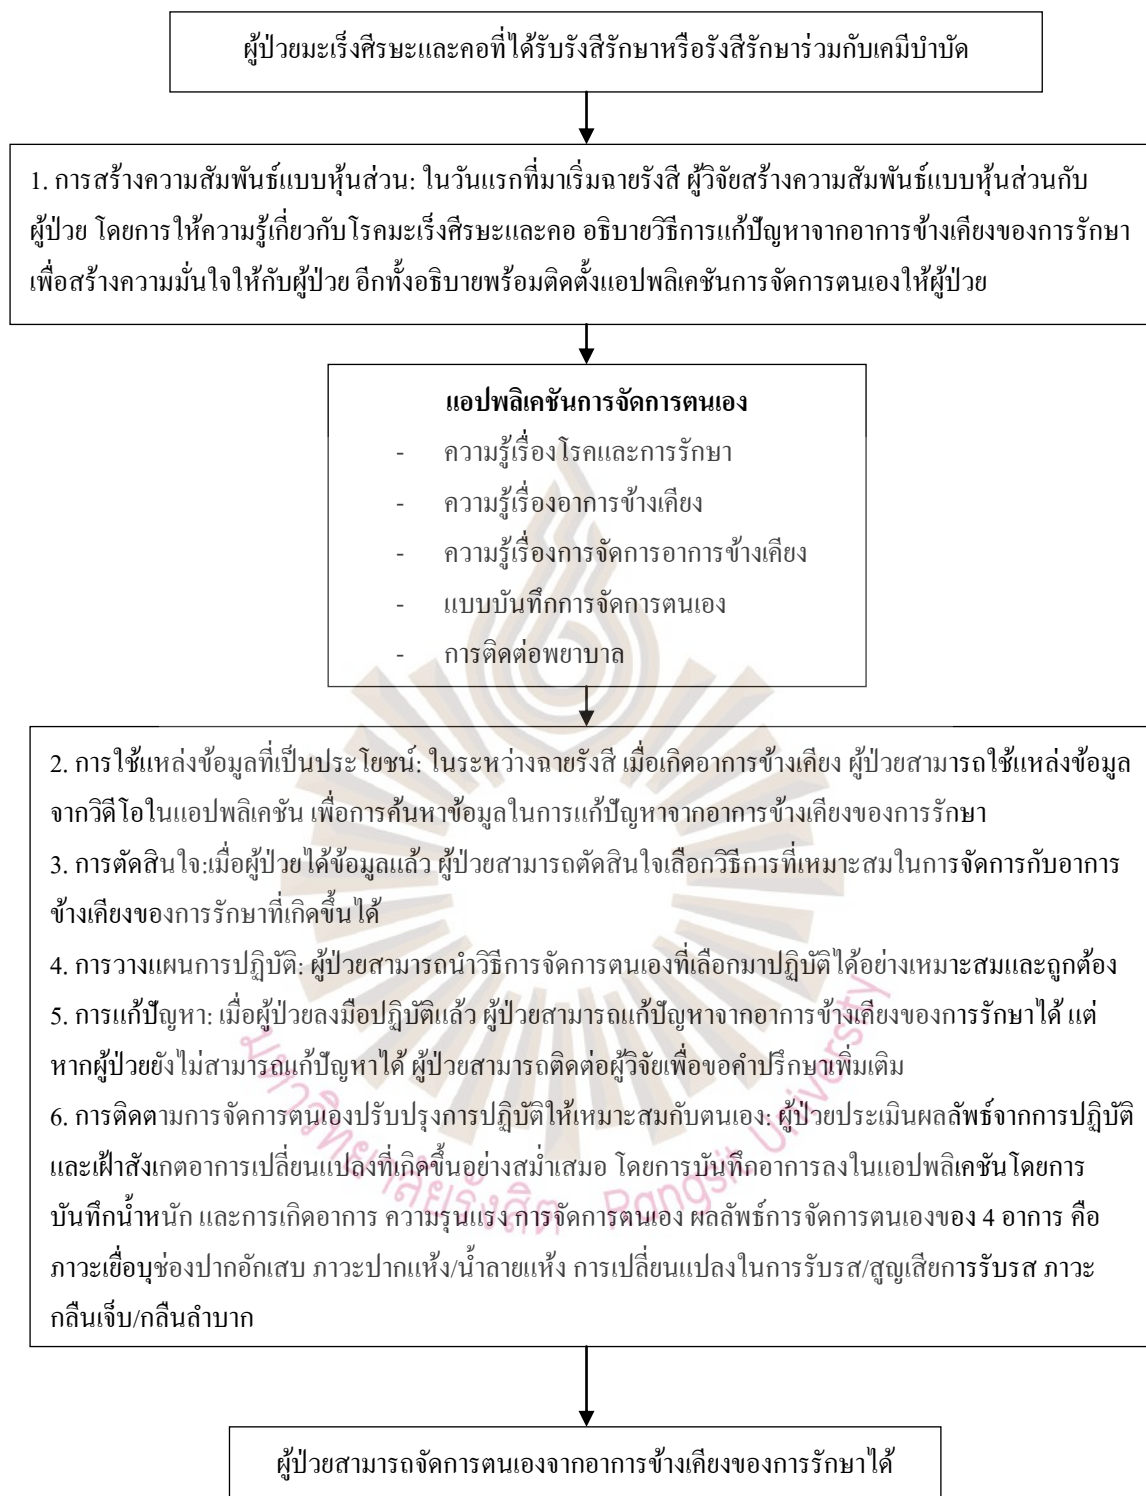 ผู้ป่วยมะเร็งศีรษะและคอที่ได้รับรังสีรักษาหรือรังสีรักษาร่วมกับเคมีบำบัด
1. การสร้างความสัมพันธ์แบบหุ้นส่วน: ในวันแรกที่มาเริ่มฉายรังสี ผู้วิจัยสร้างความสัมพันธ์แบบหุ้นส่วนกับ
ผู้ป่วย โดยการให้ความรู้เกี่ยวกับโรคมะเร็งศีรษะและคอ อธิบายวิธีการแก้ปัญหาจากอาการข้างเคียงของการรักษา
เพื่อสร้างความมั่นใจให้กับผู้ป่วย อีกทั้งอธิบายพร้อมติดตั้งแอปพลิเคชันการจัดการตนเองให้ผู้ป่วย
แอปพลิเคชันการจัดการตนเอง
- ความรู้เรื่องโรคและการรักษา
- ความรู้เรื่องอาการข้างเคียง
- ความรู้เรื่องการจัดการอาการข้างเคียง
- แบบบันทึกการจัดการตนเอง
- การติดต่อพยาบาล
2. การใช้แหล่งข้อมูลที่เป็นประโยชน์: ในระหว่างฉายรังสี เมื่อเกิดอาการข้างเคียง ผู้ป่วยสามารถใช้แหล่งข้อมูล
จากวิดีโอในแอปพลิเคชัน เพื่อการค้นหาข้อมูลในการแก้ปัญหาจากอาการข้างเคียงของการรักษา
3. การตัดสินใจ:เมื่อผู้ป่วยได้ข้อมูลแล้ว ผู้ป่วยสามารถตัดสินใจเลือกวิธีการที่เหมาะสมในการจัดการกับอาการ
ข้างเคียงของการรักษาที่เกิดขึ้นได้
4. การวางแผนการปฏิบัติ: ผู้ป่วยสามารถนำวิธีการจัดการตนเองที่เลือกมาปฏิบัติได้อย่างเหมาะสมและถูกต้อง
5. การแก้ปัญหา: เมื่อผู้ป่วยลงมือปฏิบัติแล้ว ผู้ป่วยสามารถแก้ปัญหาจากอาการข้างเคียงของการรักษาได้ แต่
หากผู้ป่วยยังไม่สามารถแก้ปัญหาได้ ผู้ป่วยสามารถติดต่อผู้วิจัยเพื่อขอคำปรึกษาเพิ่มเติม
6. การติดตามการจัดการตนเองปรับปรุงการปฏิบัติให้เหมาะสมกับตนเอง: ผู้ป่วยประเมินผลลัพธ์จากการปฏิบัติ
และเฝ้าสังเกตอาการเปลี่ยนแปลงที่เกิดขึ้นอย่างสม่ำเสมอ โดยการบันทึกอาการลงในแอปพลิเคชันโดยการ
บันทึกน้ำหนัก และการเกิดอาการ ความรุนแรง การจัดการตนเอง ผลลัพธ์การจัดการตนเองของ 4 อาการ คือ
ภาวะเยื่อบุช่องปากอักเสบ ภาวะปากแห้ง/น้ำลายแห้ง การเปลี่ยนแปลงในการรับรส/สูญเสียการรับรส ภาวะ
กลืนเจ็บ/กลืนลำบาก
มหาวิทยาลัยรังสิต Rangsit University
ผู้ป่วยสามารถจัดการตนเองจากอาการข้างเคียงของการรักษาได้